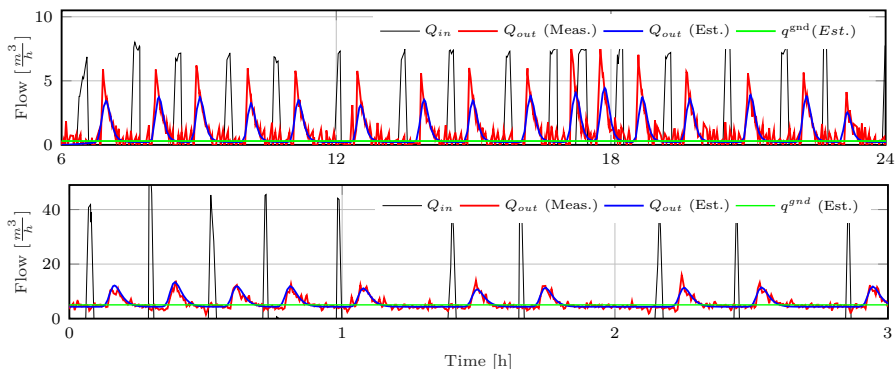 10
5
0
Flow [m³/h]
Q_in Q_out (Meas.) Q_out (Est.) q^gnd(Est.)
6 12 18 24
40
20
0
Flow [m³/h]
Q_in Q_out (Meas.) Q_out (Est.) q^gnd (Est.)
0 1 2 3
Time [h]